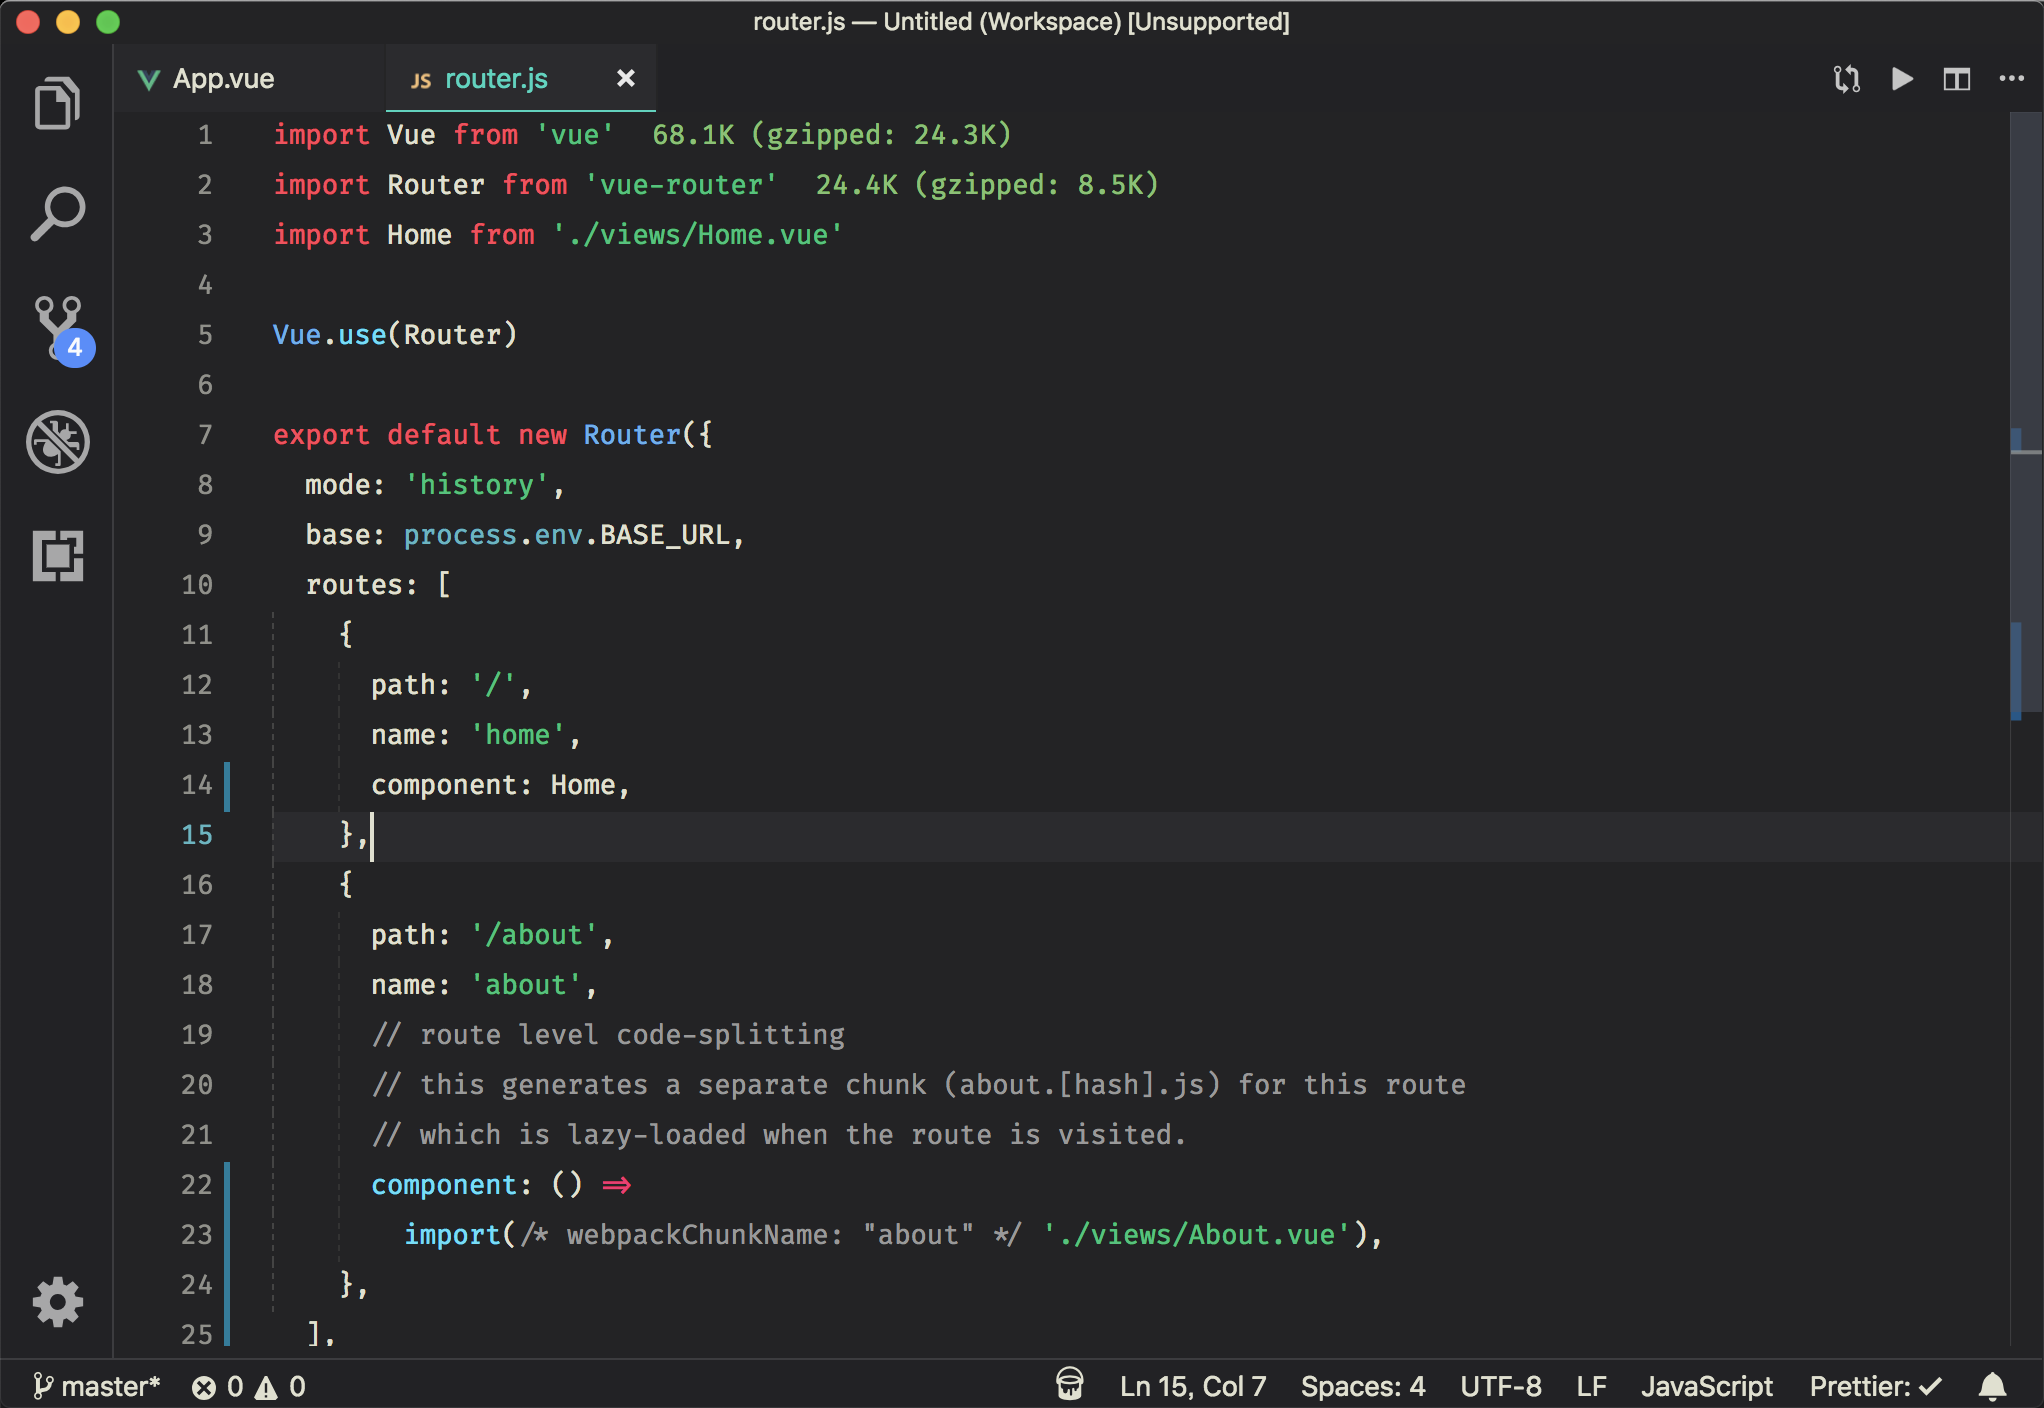 router.js — Untitled (Workspace) [Unsupported]
App.vue
JS router.js
1 import Vue from 'vue' 68.1K (gzipped: 24.3K)
2 import Router from 'vue-router' 24.4K (gzipped: 8.5K)
3 import Home from './views/Home.vue'
4
5 Vue.use(Router)
6
7 export default new Router({
8 mode: 'history',
9 base: process.env.BASE_URL,
10 routes: [
11 {
12 path: '/',
13 name: 'home',
14 component: Home,
15 },
16 {
17 path: '/about',
18 name: 'about',
19 // route level code-splitting
20 // this generates a separate chunk (about.[hash].js) for this route
21 // which is lazy-loaded when the route is visited.
22 component: () =>
23 import(/* webpackChunkName: "about" */ './views/About.vue'),
24 },
25 ],
4
master* 0 0 Ln 15, Col 7 Spaces: 4 UTF-8 LF JavaScript Prettier: ✓